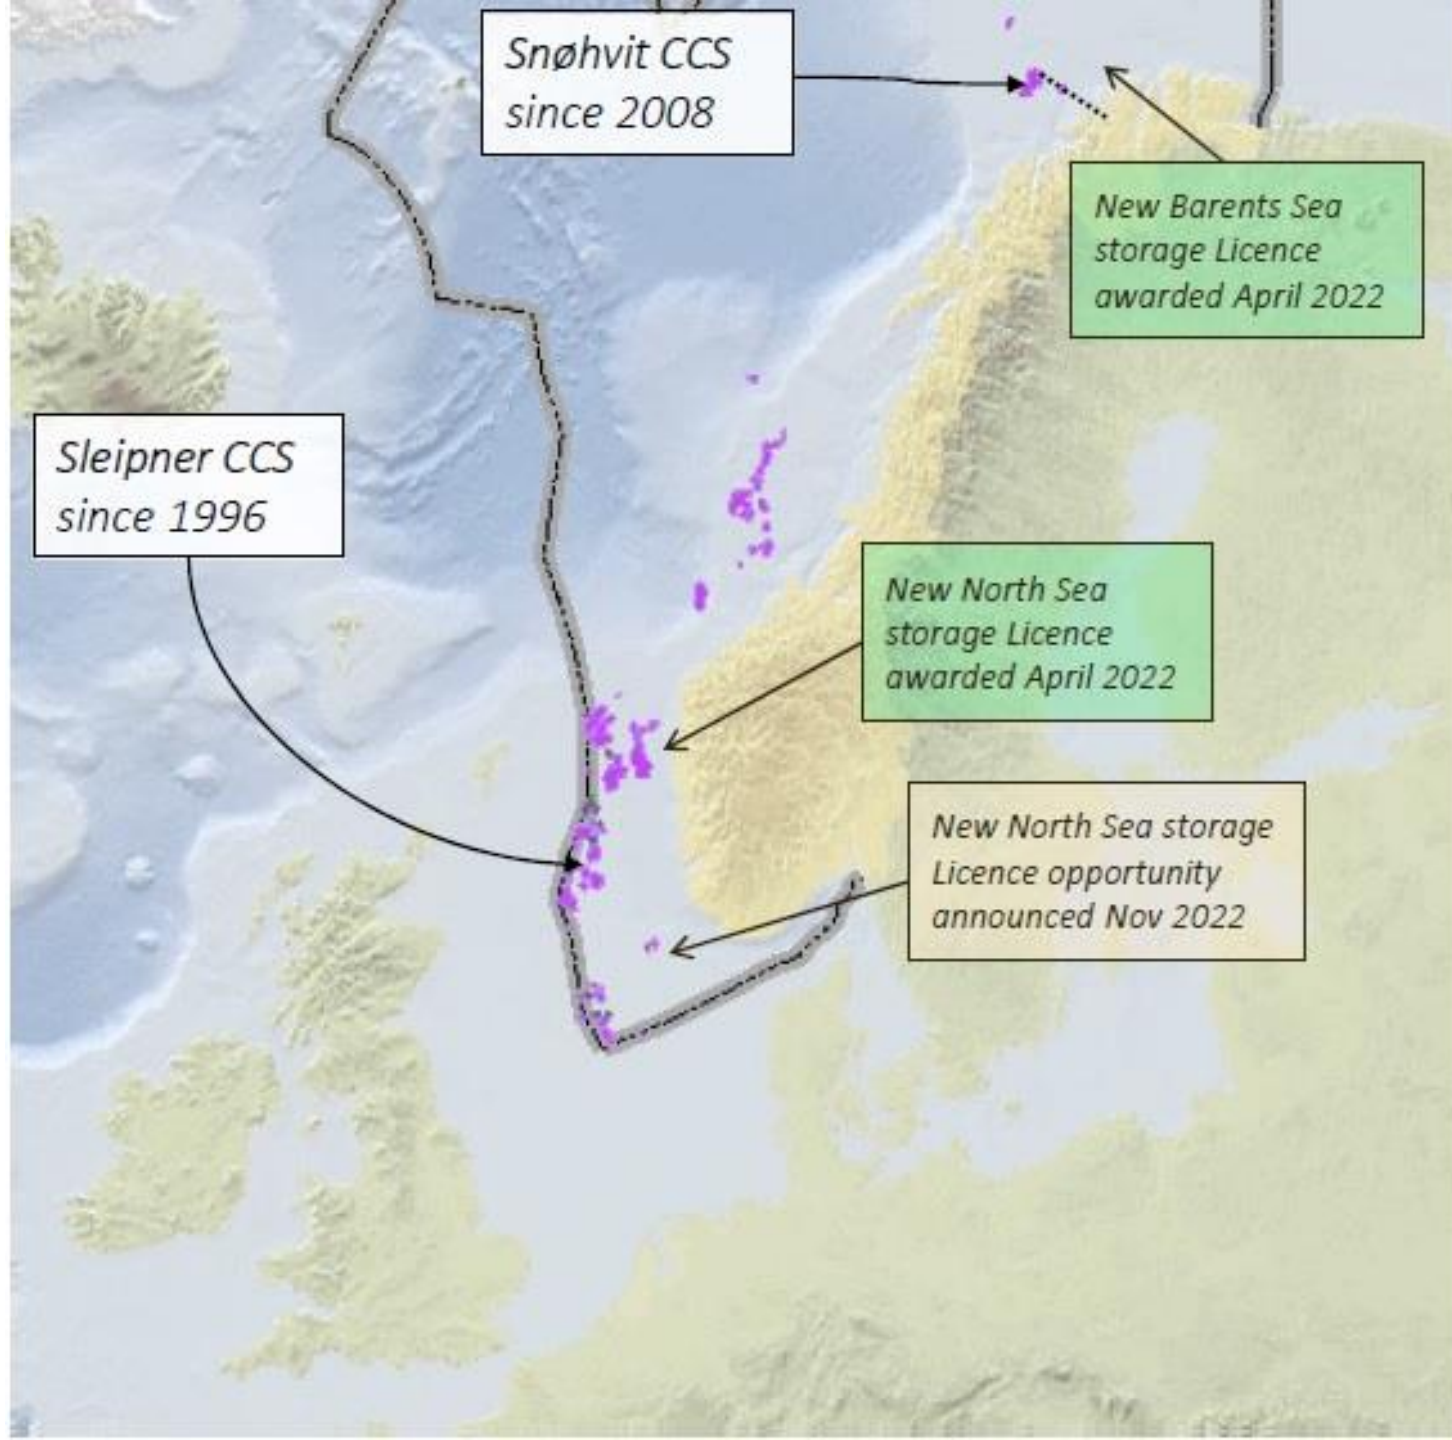 Snøhvit CCS
since 2008
New Barents Sea
storage Licence
awarded April 2022
Sleipner CCS
since 1996
New North Sea
storage Licence
awarded April 2022
New North Sea storage
Licence opportunity
announced Nov 2022